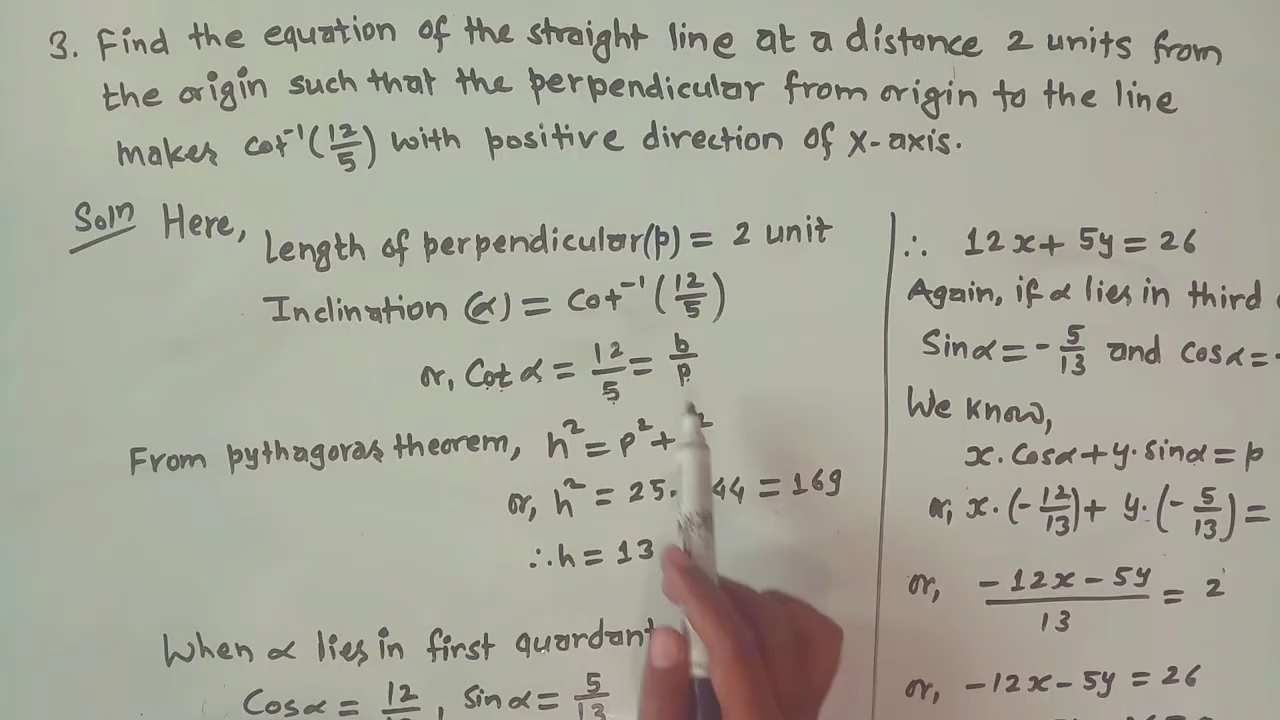 3. Find the equation of the straight line at a distance 2 units from
the origin such that the perpendicular from origin to the line
makes cot⁻¹(12/5) with positive direction of X-axis.
Soln Here,
Length of perpendicular(p) = 2 unit
Inclination (α) = Cot⁻¹(12/5)
or, Cot α = 12/5 = b/p
From pythagoras theorem, h² = p² +
or, h² = 25 44 = 169
∴ h = 13
When α lies in first quardant
Cosα = 12/ , Sinα = 5/13
∴ 12x + 5y = 26
Again, if α lies in third
Sinα = -5/13 and cosα = -
We know,
x. Cosα + y. sinα = p
or, x. (-12/13) + y. (-5/13) =
or, (-12x - 5y)/13 = 2
or, -12x - 5y = 26